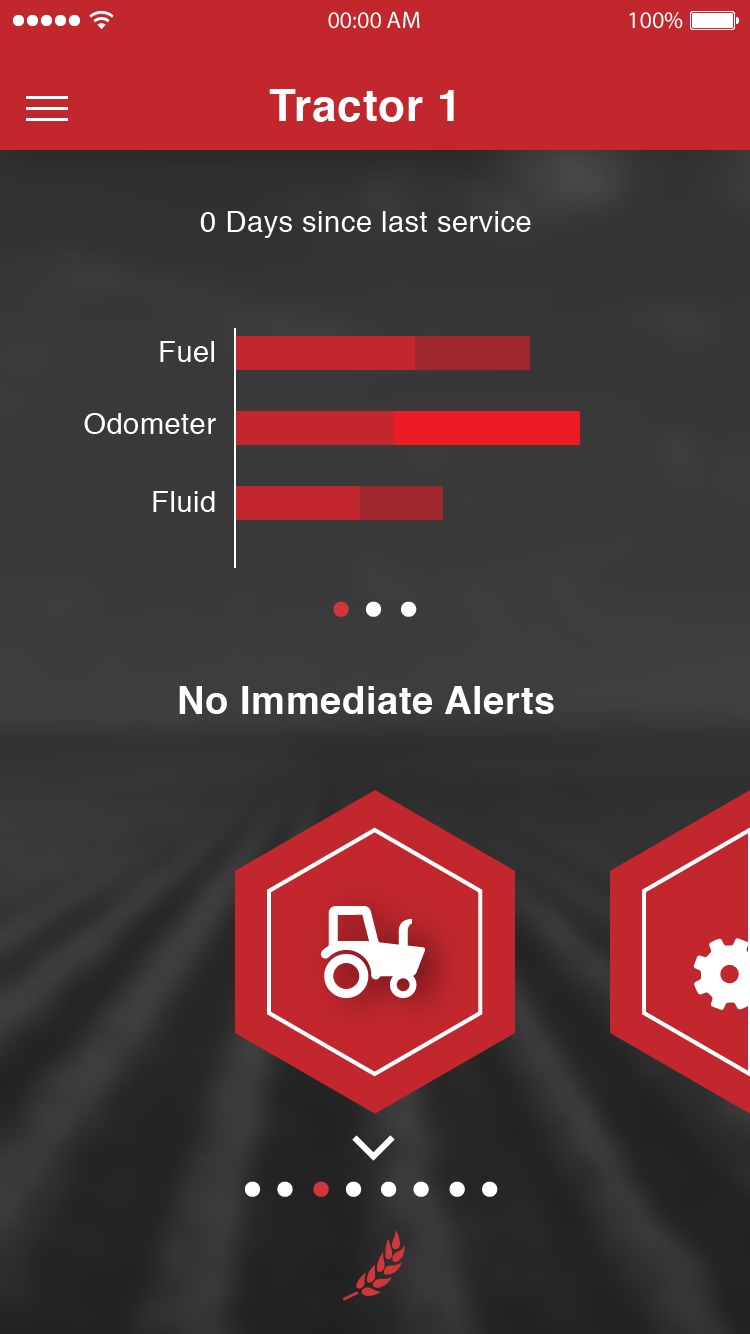 00:00 AM
100%
Tractor 1
0 Days since last service
Fuel
Odometer
Fluid
No Immediate Alerts